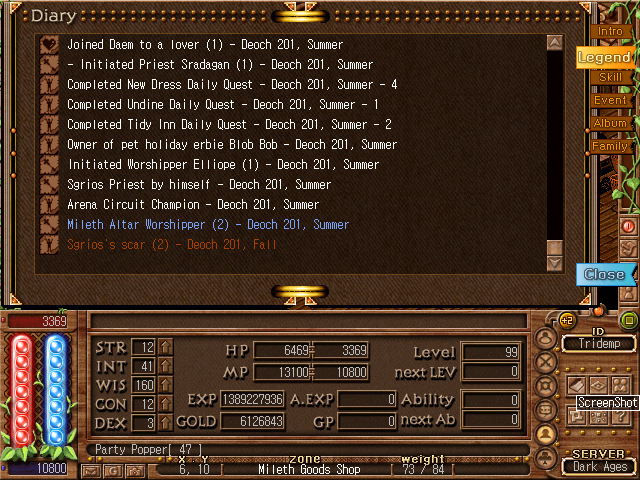 Diary
Joined Daem to a lover (1) - Deoch 201, Summer
- Initiated Priest Sradagan (1) - Deoch 201, Summer
Completed New Dress Daily Quest - Deoch 201, Summer - 4
Completed Undine Daily Quest - Deoch 201, Summer - 1
Completed Tidy Inn Daily Quest - Deoch 201, Summer - 2
Owner of pet holiday erbie Blob Bob - Deoch 201, Summer
Initiated Worshipper Elliope (1) - Deoch 201, Summer
Sgrios Priest by himself - Deoch 201, Summer
Arena Circuit Champion - Deoch 201, Summer
Mileth Altar Worshipper (2) - Deoch 201, Summer
Sgrios's scar (2) - Deoch 201, Fall
Intro
Legend
Skill
Event
Album
Family
Close
3369
10800
STR 12
INT 41
WIS 160
CON 12
DEX 3
HP 6469 3369
MP 13100 10800
EXP 1389227936 A.EXP 0
GOLD 6126843 GP 0
Level 99
next LEV 0
Ability 0
next Ab 0
Party Popper[ 47 ]
X Y zone weight
6, 10 [ Mileth Goods Shop [ 73 / 84 [
+2
ID
Tridemp
ScreenShot
SERVER
Dark Ages